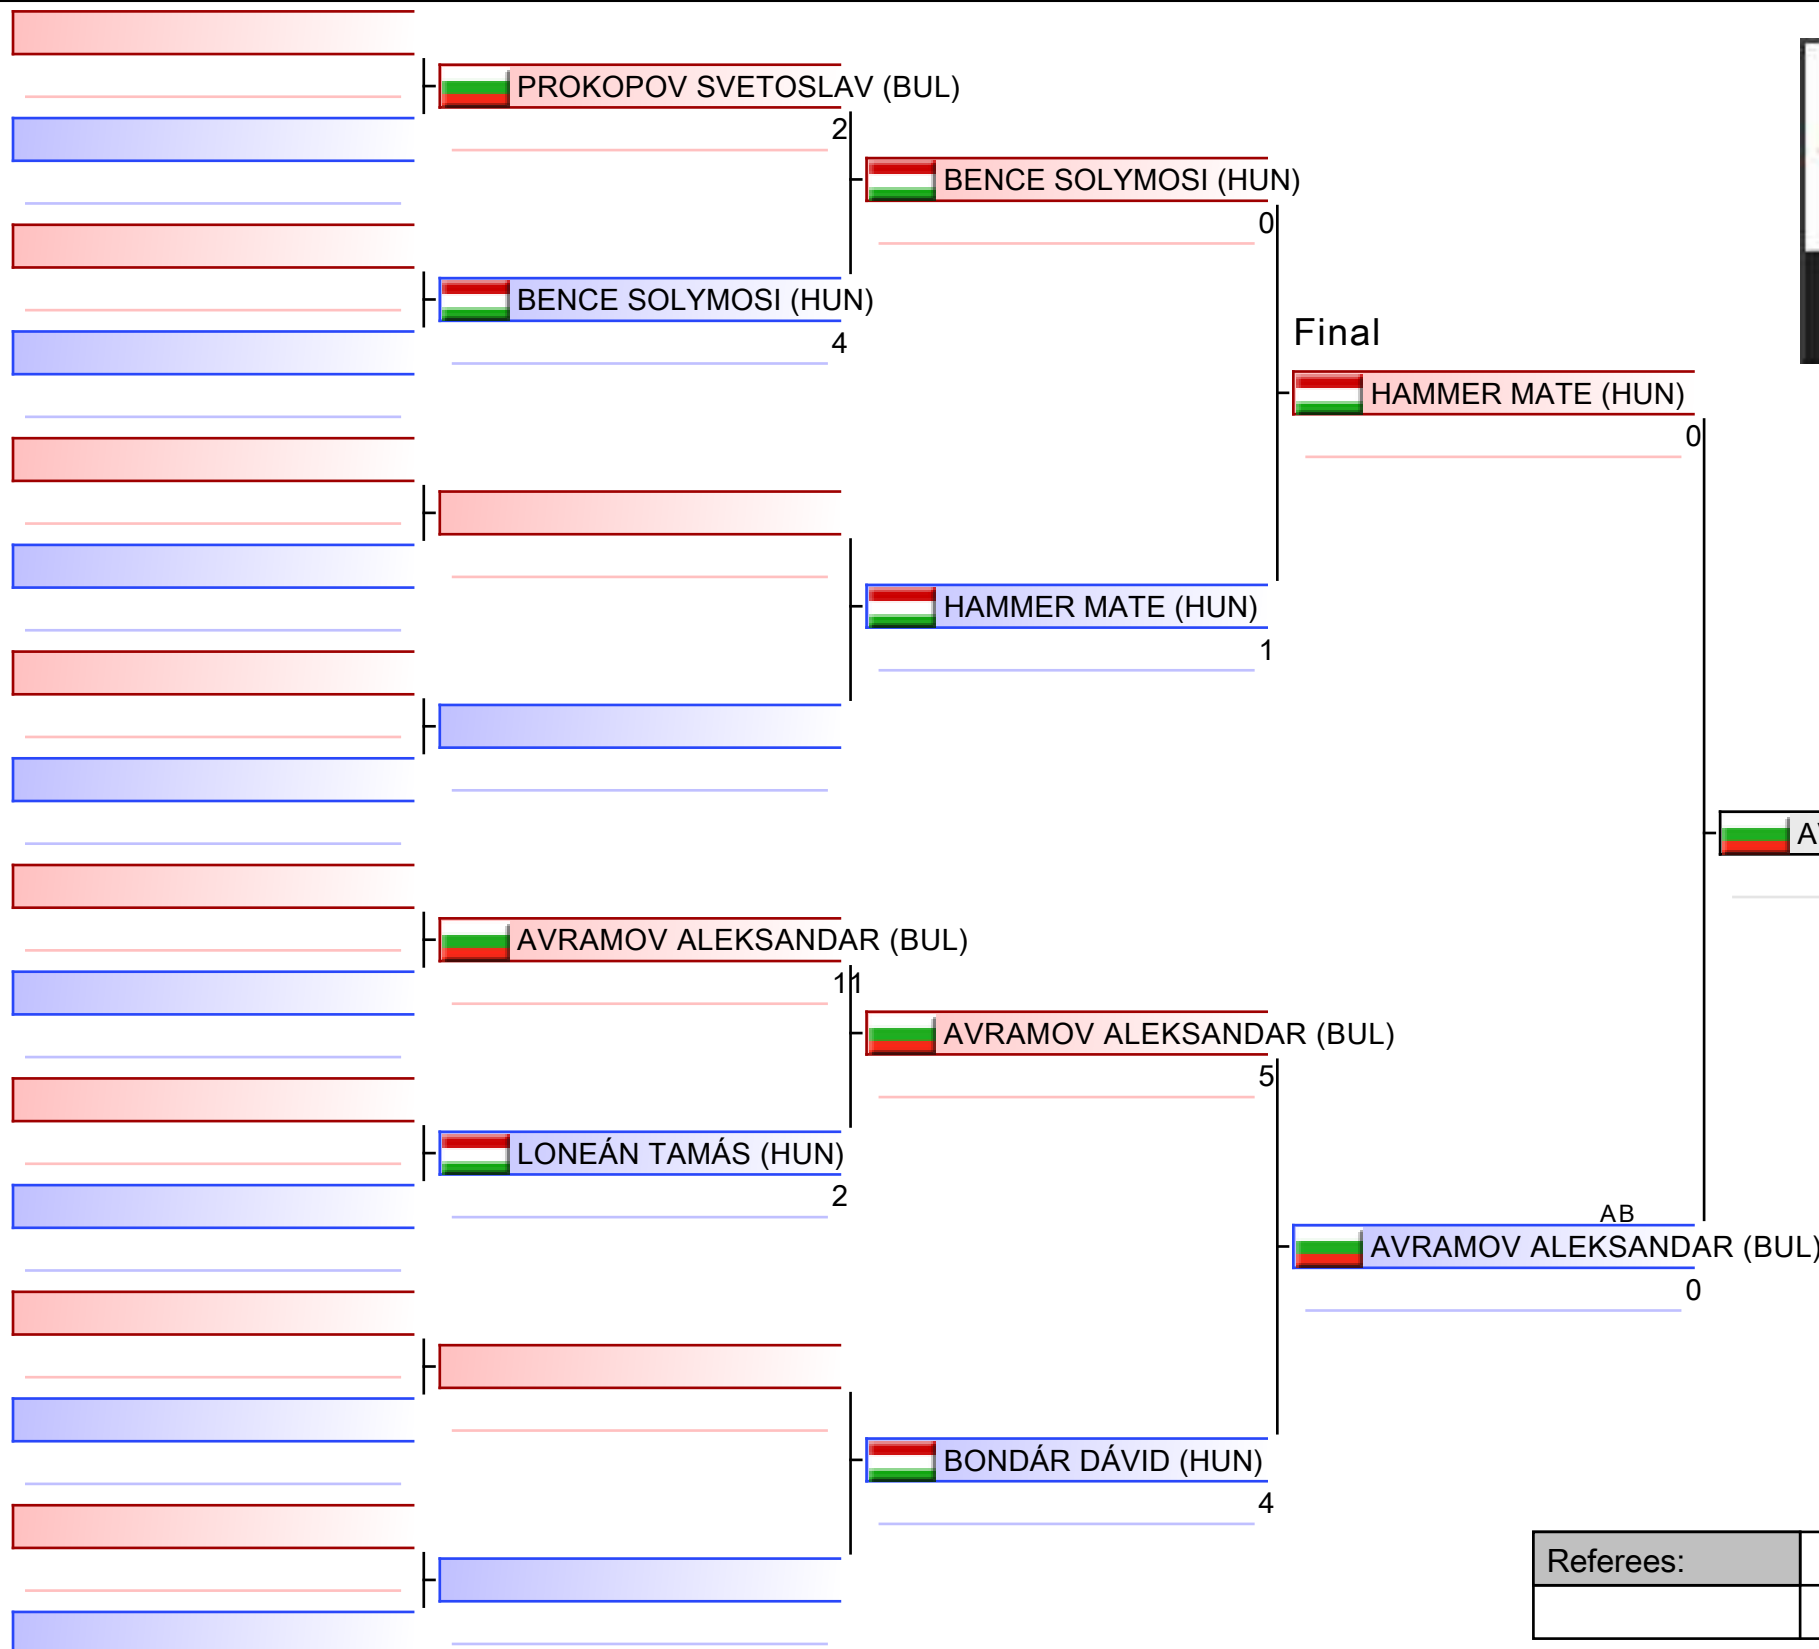 PROKOPOV SVETOSLAV (BUL)
2
BENCE SOLYMOSI (HUN)
0
BENCE SOLYMOSI (HUN)
4
Final
HAMMER MATE (HUN)
0
HAMMER MATE (HUN)
1
AVRAMOV ALEKSANDAR (BUL)
11
AVRAMOV ALEKSANDAR (BUL)
5
LONEÁN TAMÁS (HUN)
2
AB
AVRAMOV ALEKSANDAR (BUL)
0
BONDÁR DÁVID (HUN)
4
Referees: